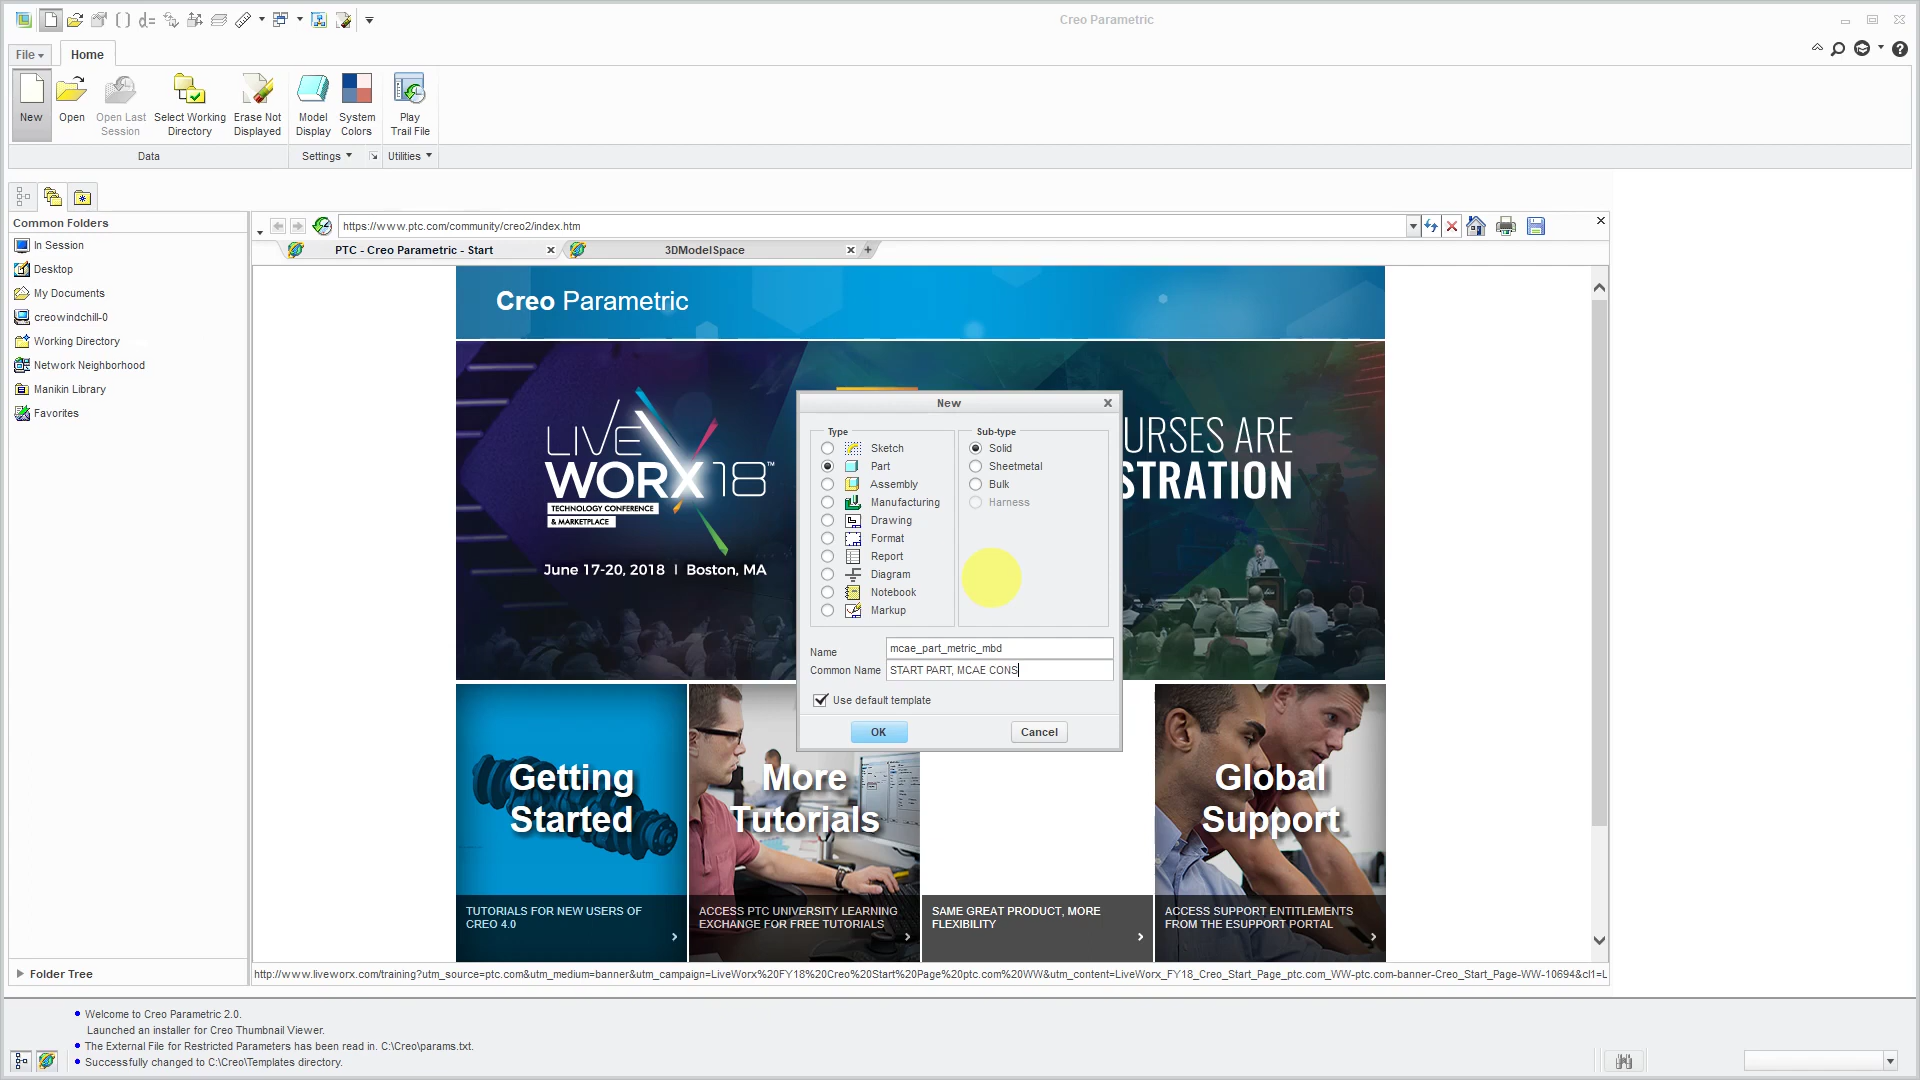 Creo Parametric
File
Home
New
Open
Open Last Session
Select Working Directory
Erase Not Displayed
Model Display
System Colors
Play Trail File
Data
Settings
Utilities
Common Folders
In Session
Desktop
My Documents
creowindchill-0
Working Directory
Network Neighborhood
Manikin Library
Favorites
Folder Tree
https://www.ptc.com/community/creo2/index.htm
PTC - Creo Parametric - Start
3DModelSpace
Creo Parametric
LIVE
WORX 18™
TECHNOLOGY CONFERENCE
& MARKETPLACE
June 17-20, 2018 | Boston, MA
URSES ARE
STRATION
New
Type
Sketch
Part
Assembly
Manufacturing
Drawing
Format
Report
Diagram
Notebook
Markup
Sub-type
Solid
Sheetmetal
Bulk
Harness
Name
mcae_part_metric_mbd
Common Name
START PART, MCAE CONS
Use default template
OK
Cancel
Getting
Started
TUTORIALS FOR NEW USERS OF
CREO 4.0
More
Tutorials
ACCESS PTC UNIVERSITY LEARNING
EXCHANGE FOR FREE TUTORIALS
SAME GREAT PRODUCT, MORE
FLEXIBILITY
Global
Support
ACCESS SUPPORT ENTITLEMENTS
FROM THE ESUPPORT PORTAL
http://www.liveworx.com/training?utm_source=ptc.com&utm_medium=banner&utm_campaign=LiveWorx%20FY18%20Creo%20Start%20Page%20ptc.com%20WW&utm_content=LiveWorx_FY18_Creo_Start_Page_ptc.com_WW-ptc.com-banner-Creo_Start_Page-WW-10694&cl1=L
Welcome to Creo Parametric 2.0.
Launched an installer for Creo Thumbnail Viewer.
The External File for Restricted Parameters has been read in. C:\Creo\params.txt.
Successfully changed to C:\Creo\Templates directory.